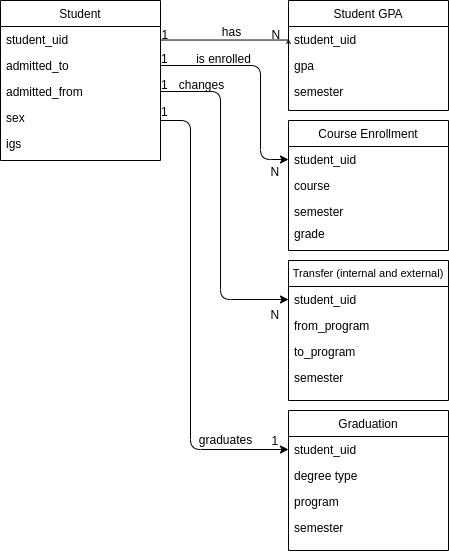 Student
student_uid
admitted_to
admitted_from
sex
igs
1
has
N
1
is enrolled
N
1
changes
N
1
graduates
1
Student GPA
student_uid
gpa
semester
Course Enrollment
student_uid
course
semester
grade
Transfer (internal and external)
student_uid
from_program
to_program
semester
Graduation
student_uid
degree type
program
semester